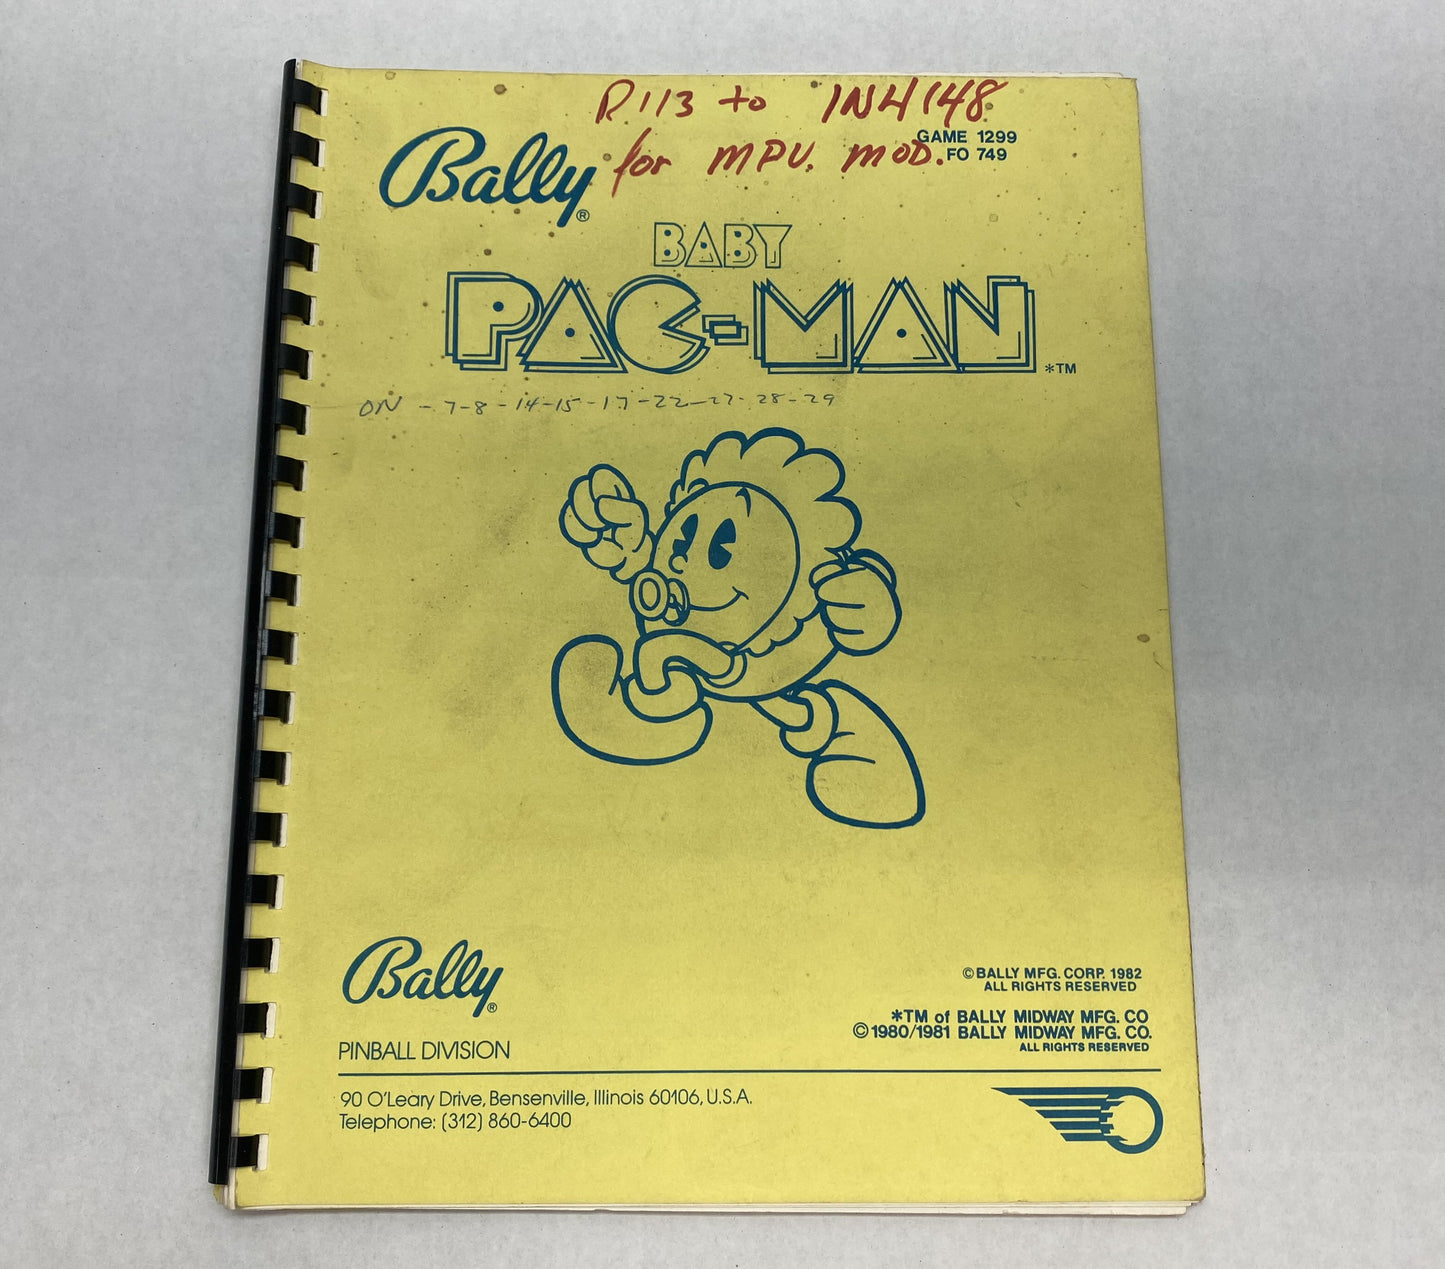 R113 to 1N4148
for MPU. MOD.
GAME 1299
FO 749
Bally®
BABY
PAC-MAN
*TM
ON - 7-8-14-15-17-22-27-28-29
Bally®
PINBALL DIVISION
©BALLY MFG. CORP. 1982
ALL RIGHTS RESERVED
*TM of BALLY MIDWAY MFG. CO
©1980/1981 BALLY MIDWAY MFG. CO.
ALL RIGHTS RESERVED
90 O'Leary Drive, Bensenville, Illinois 60106, U.S.A.
Telephone: (312) 860-6400